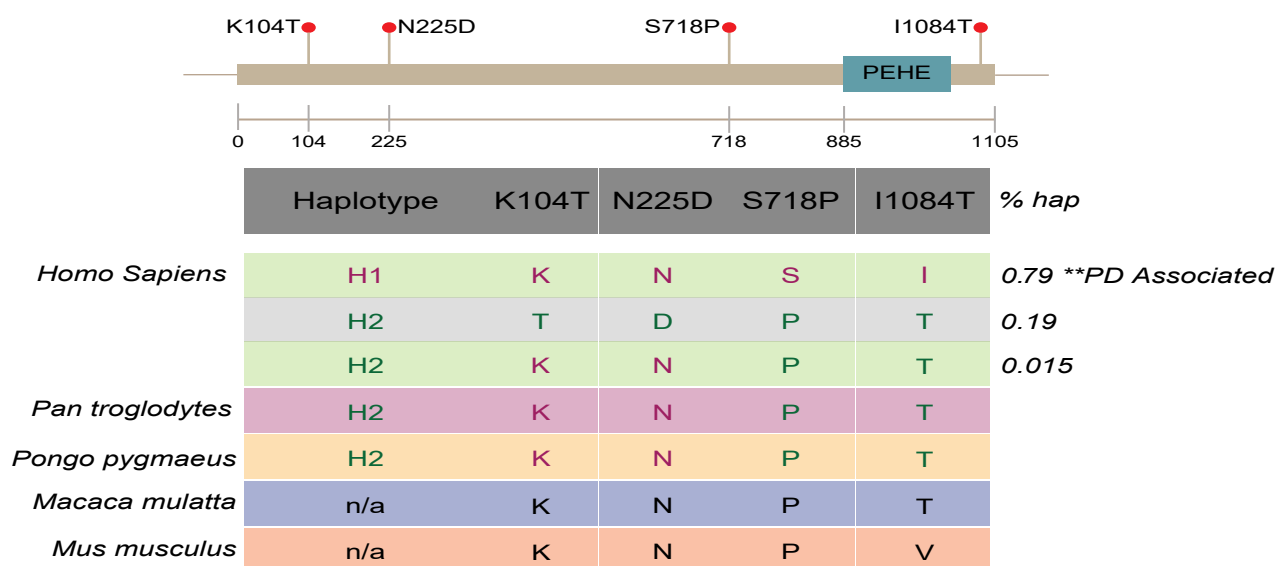 K104T N225D S718P I1084T
PEHE
0 104 225 718 885 1105
Haplotype K104T N225D S718P I1084T % hap
Homo Sapiens H1 K N S I 0.79 **PD Associated
H2 T D P T 0.19
H2 K N P T 0.015
Pan troglodytes H2 K N P T
Pongo pygmaeus H2 K N P T
Macaca mulatta n/a K N P T
Mus musculus n/a K N P V